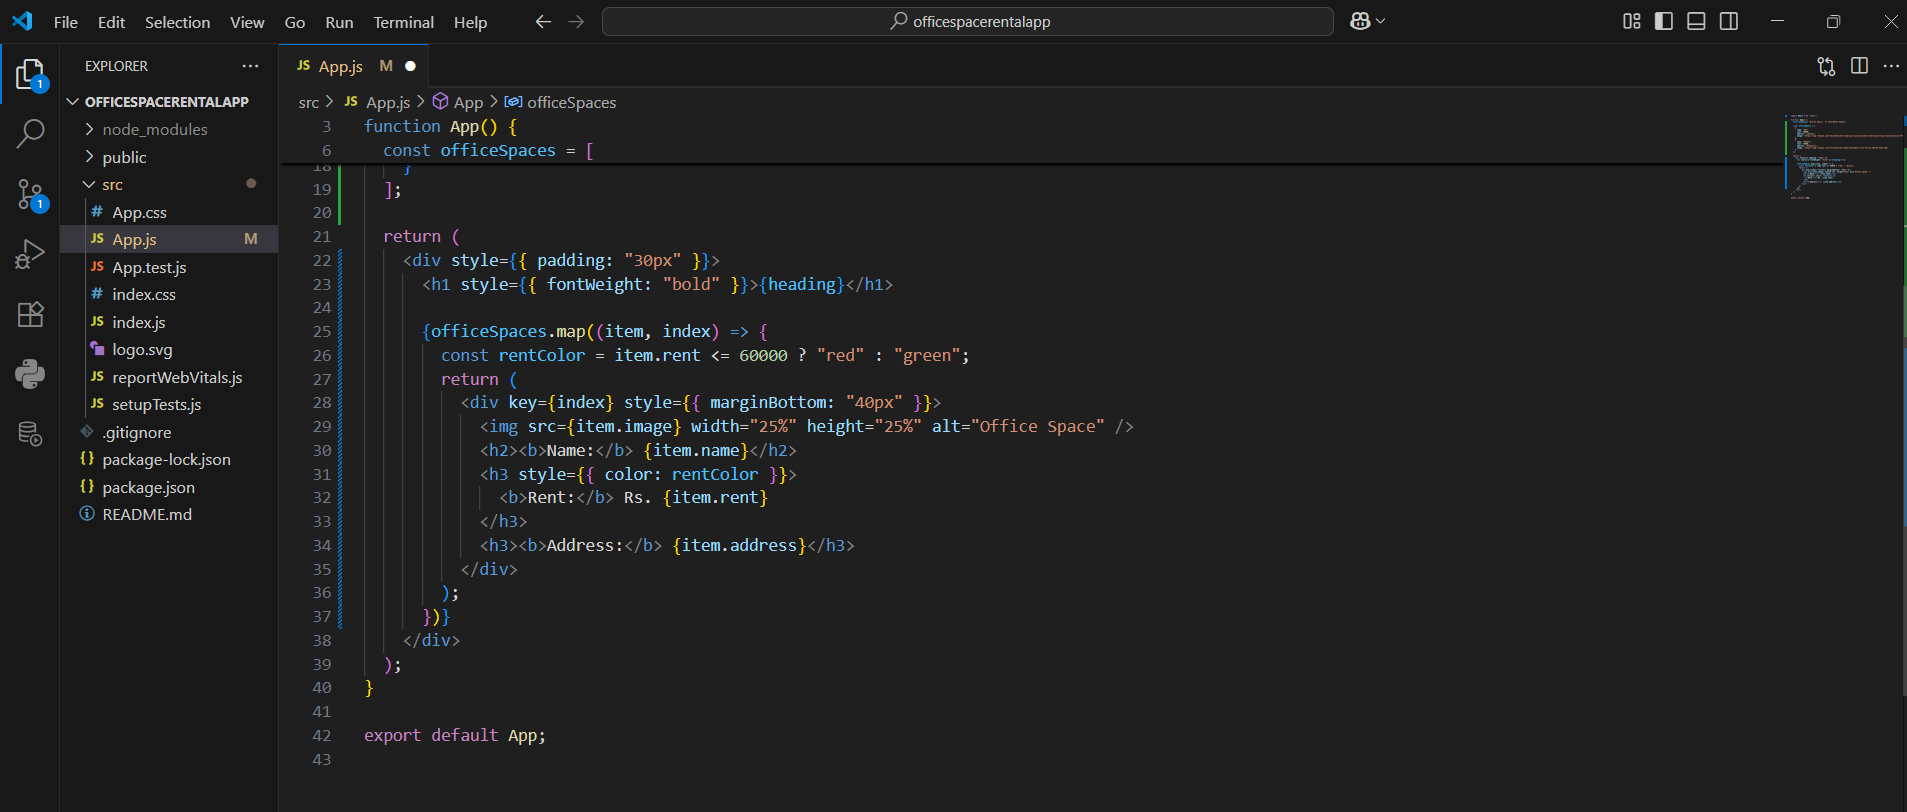 File Edit Selection View Go Run Terminal Help
officespacerentalapp
EXPLORER
1
1
OFFICESPACERENTALAPP
node_modules
public
src
# App.css
JS App.js M
JS App.test.js
# index.css
JS index.js
logo.svg
JS reportWebVitals.js
JS setupTests.js
.gitignore
{} package-lock.json
{} package.json
README.md
JS App.js M
src > JS App.js > App > officeSpaces
3 function App() {
6 const officeSpaces = [
18 }
19 ];
20
21 return (
22 <div style={{ padding: "30px" }}>
23 <h1 style={{ fontWeight: "bold" }}>{heading}</h1>
24
25 {officeSpaces.map((item, index) => {
26 const rentColor = item.rent <= 60000 ? "red" : "green";
27 return (
28 <div key={index} style={{ marginBottom: "40px" }}>
29 <img src={item.image} width="25%" height="25%" alt="Office Space" />
30 <h2><b>Name:</b> {item.name}</h2>
31 <h3 style={{ color: rentColor }}>
32 <b>Rent:</b> Rs. {item.rent}
33 </h3>
34 <h3><b>Address:</b> {item.address}</h3>
35 </div>
36 );
37 })}
38 </div>
39 );
40 }
41
42 export default App;
43